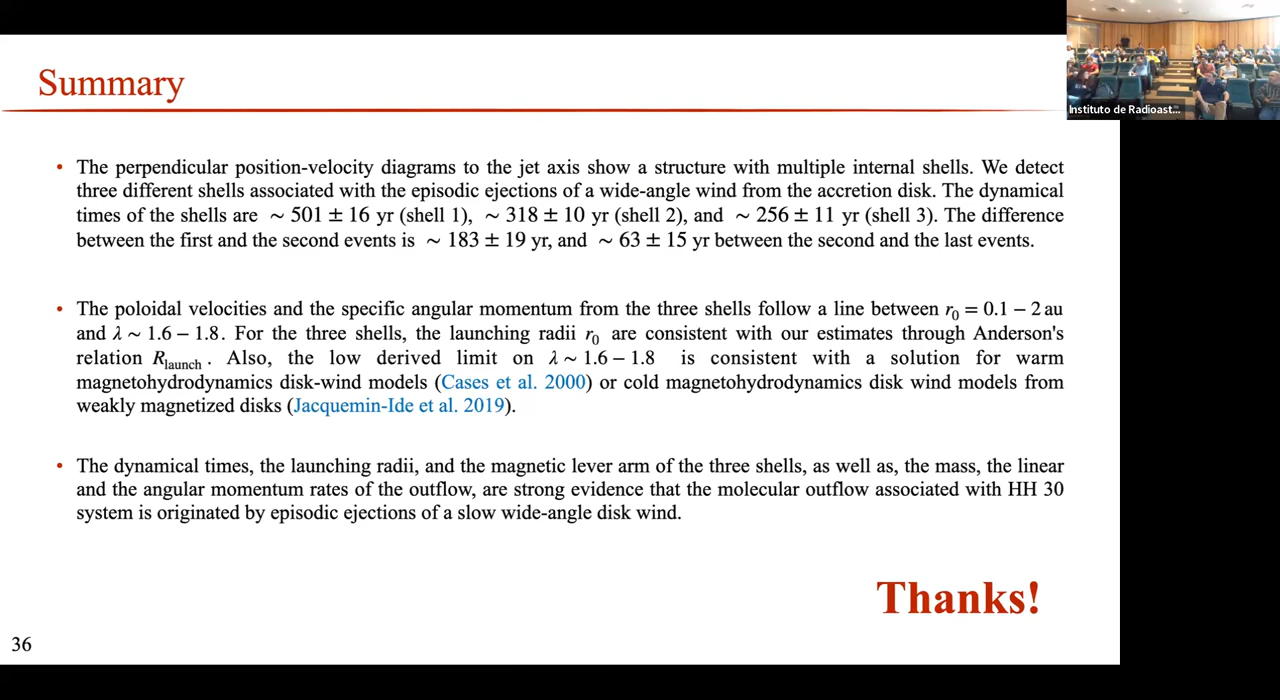 Summary
Instituto de Radioast...
• The perpendicular position-velocity diagrams to the jet axis show a structure with multiple internal shells. We detect
three different shells associated with the episodic ejections of a wide-angle wind from the accretion disk. The dynamical
times of the shells are ∼ 501 ± 16 yr (shell 1), ∼ 318 ± 10 yr (shell 2), and ∼ 256 ± 11 yr (shell 3). The difference
between the first and the second events is ∼ 183 ± 19 yr, and ∼ 63 ± 15 yr between the second and the last events.
• The poloidal velocities and the specific angular momentum from the three shells follow a line between r₀ = 0.1 − 2 au
and λ ∼ 1.6 − 1.8. For the three shells, the launching radii r₀ are consistent with our estimates through Anderson's
relation R_launch. Also, the low derived limit on λ ∼ 1.6 − 1.8 is consistent with a solution for warm
magnetohydrodynamics disk-wind models (Cases et al. 2000) or cold magnetohydrodynamics disk wind models from
weakly magnetized disks (Jacquemin-Ide et al. 2019).
• The dynamical times, the launching radii, and the magnetic lever arm of the three shells, as well as, the mass, the linear
and the angular momentum rates of the outflow, are strong evidence that the molecular outflow associated with HH 30
system is originated by episodic ejections of a slow wide-angle disk wind.
Thanks!
36